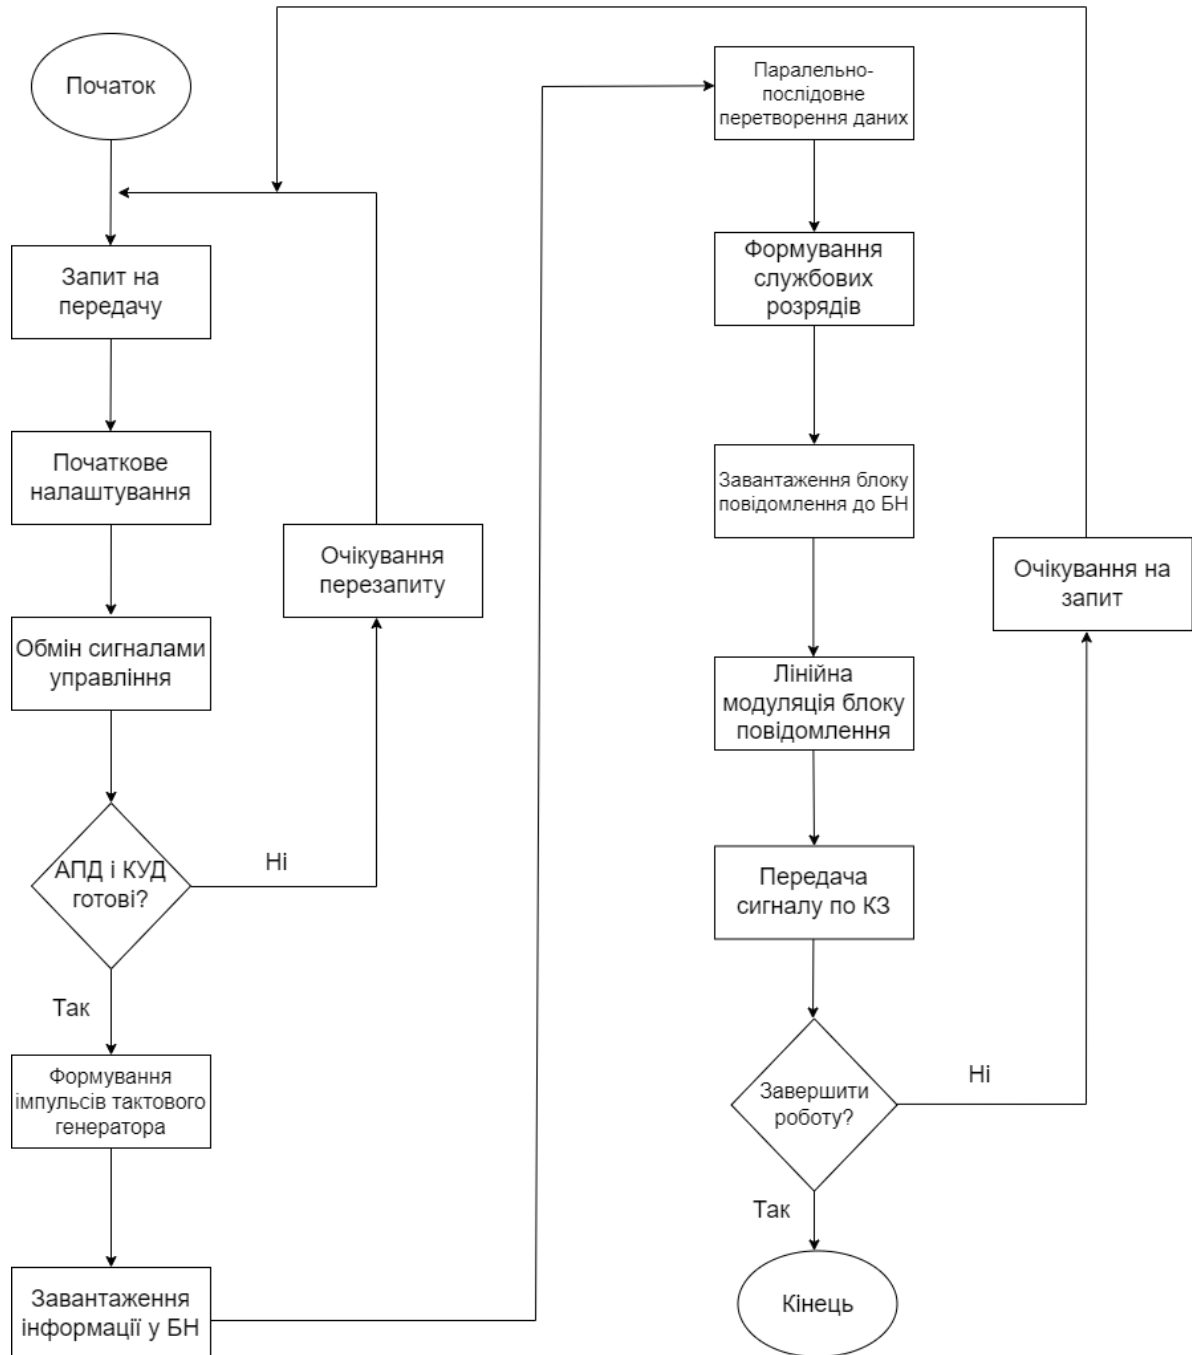 Початок
Запит на
передачу
Початкове
налаштування
Обмін сигналами
управління
АПД і КУД
готові?
Ні
Очікування
перезапиту
Так
Формування
імпульсів тактового
генератора
Завантаження
інформації у БН
Паралельно-
послідовне
перетворення даних
Формування
службових
розрядів
Завантаження блоку
повідомлення до БН
Лінійна
модуляція блоку
повідомлення
Передача
сигналу по КЗ
Завершити
роботу?
Ні
Очікування на
запит
Так
Кінець